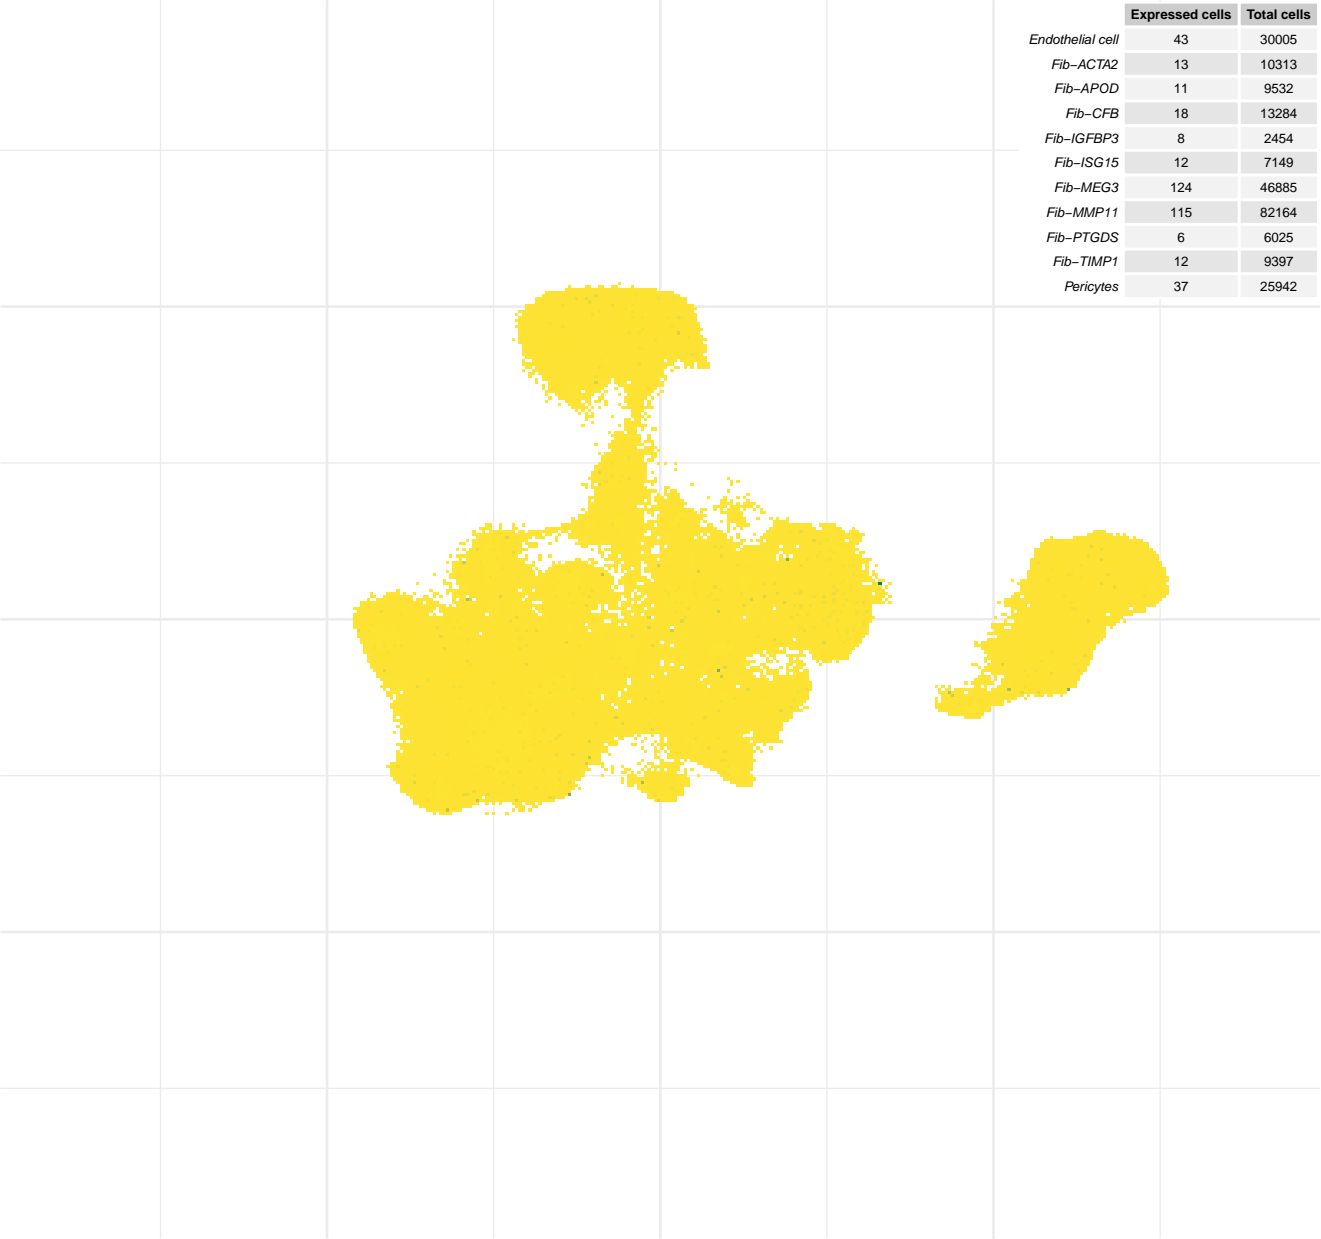 Expressed cells Total cells
Endothelial cell 43 30005
Fib−ACTA2 13 10313
Fib−APOD 11 9532
Fib−CFB 18 13284
Fib−IGFBP3 8 2454
Fib−ISG15 12 7149
Fib−MEG3 124 46885
Fib−MMP11 115 82164
Fib−PTGDS 6 6025
Fib−TIMP1 12 9397
Pericytes 37 25942